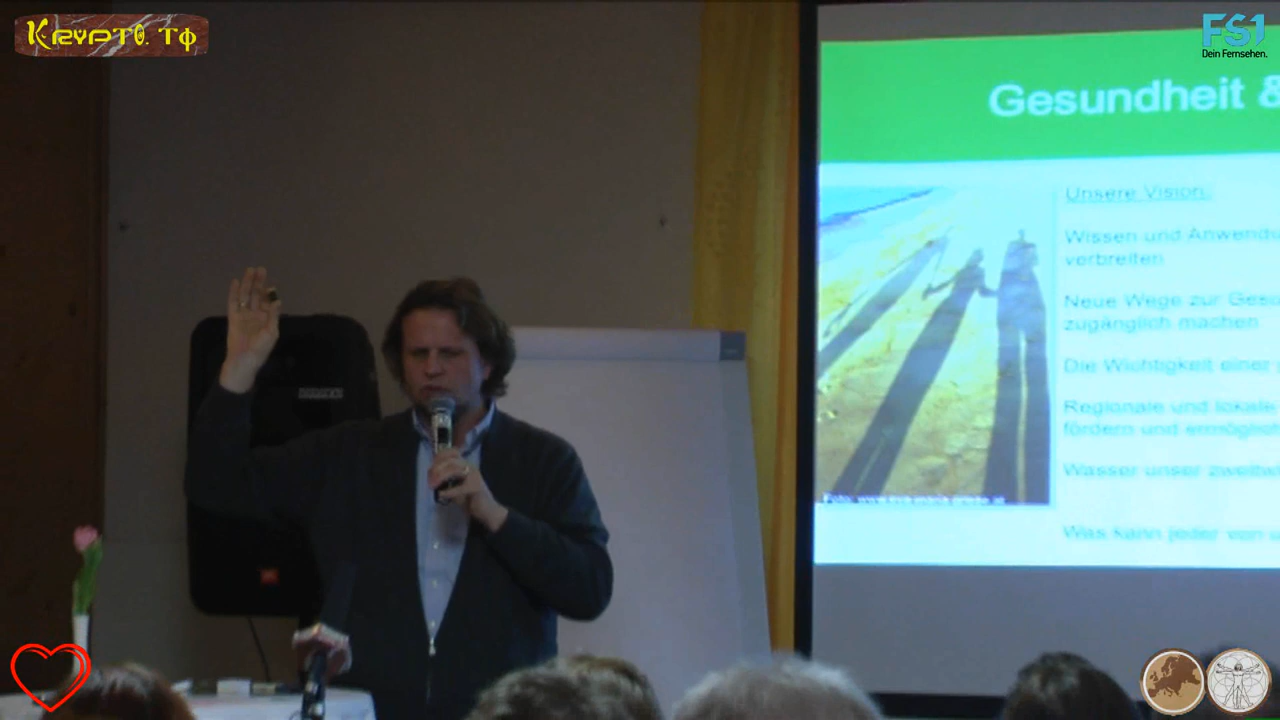 Krypto.TV
FS1
Dein Fernsehen.
Gesundheit &
Unsere Vision:
Wissen und Anwendu
verbreiten
Neue Wege zur Gesu
zugänglich machen
Die Wichtigkeit einer
Regionale und lokale
fördern und ermöglich
Wasser unser
Was kann jeder von u